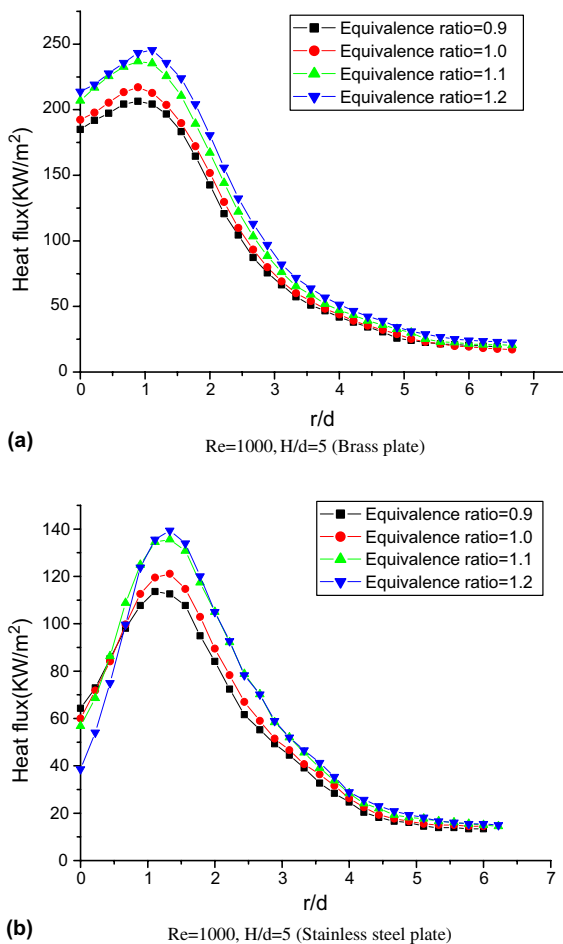 Equivalence ratio=0.9
Equivalence ratio=1.0
Equivalence ratio=1.1
Equivalence ratio=1.2
250
200
150
100
50
0
Heat flux(KW/m²)
0 1 2 3 4 5 6 7
r/d
(a)
Re=1000, H/d=5 (Brass plate)
Equivalence ratio=0.9
Equivalence ratio=1.0
Equivalence ratio=1.1
Equivalence ratio=1.2
140
120
100
80
60
40
20
0
Heat flux(KW/m²)
0 1 2 3 4 5 6 7
r/d
(b)
Re=1000, H/d=5 (Stainless steel plate)